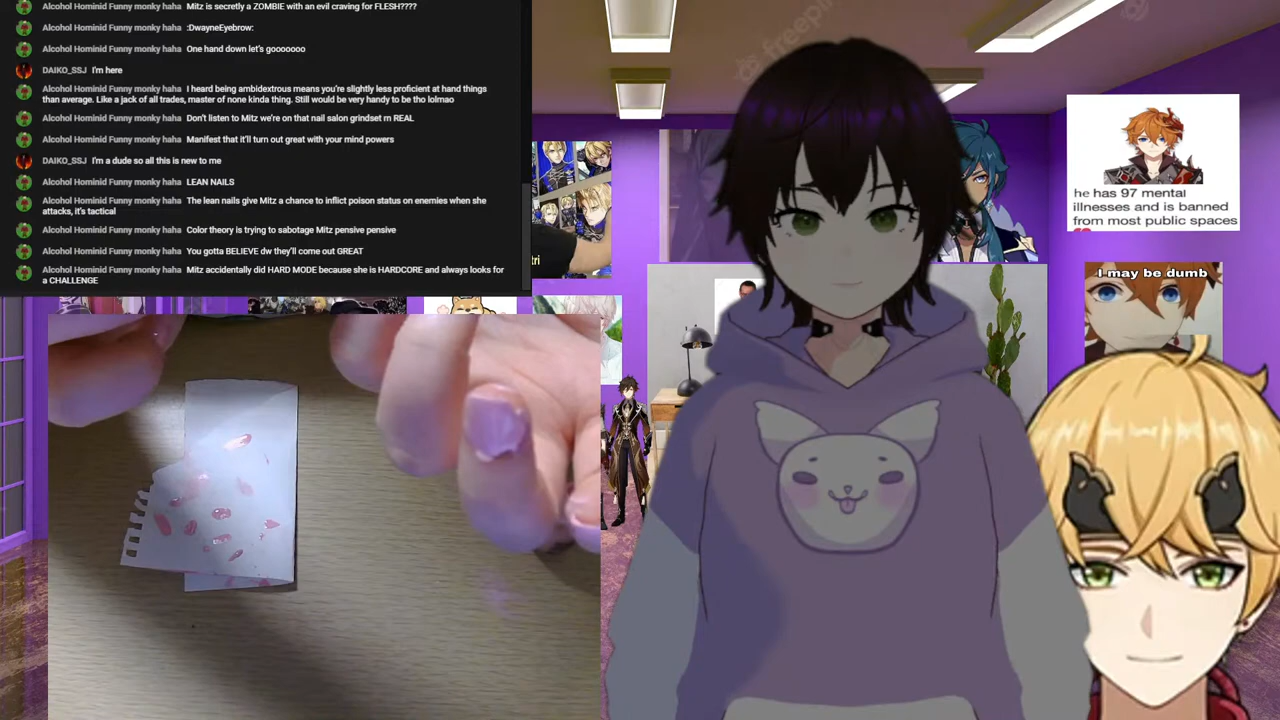 Alcohol Hominid Funny monky haha Mitz is secretly a ZOMBIE with an evil craving for FLESH????
Alcohol Hominid Funny monky haha :DwayneEyebrow:
Alcohol Hominid Funny monky haha One hand down let's gooooooo
DAIKO_SSJ I'm here
Alcohol Hominid Funny monky haha I heard being ambidextrous means you're slightly less proficient at hand things
than average. Like a jack of all trades, master of none kinda thing. Still would be very handy to be tho lolmao
Alcohol Hominid Funny monky haha Don't listen to Mitz we're on that nail salon grindset rn REAL
Alcohol Hominid Funny monky haha Manifest that it'll turn out great with your mind powers
DAIKO_SSJ I'm a dude so all this is new to me
Alcohol Hominid Funny monky haha LEAN NAILS
Alcohol Hominid Funny monky haha The lean nails give Mitz a chance to inflict poison status on enemies when she
attacks, it's tactical
Alcohol Hominid Funny monky haha Color theory is trying to sabotage Mitz pensive pensive
Alcohol Hominid Funny monky haha You gotta BELIEVE dw they'll come out GREAT
Alcohol Hominid Funny monky haha Mitz accidentally did HARD MODE because she is HARDCORE and always looks for
a CHALLENGE
he has 97 mental
illnesses and is banned
from most public spaces
I may be dumb